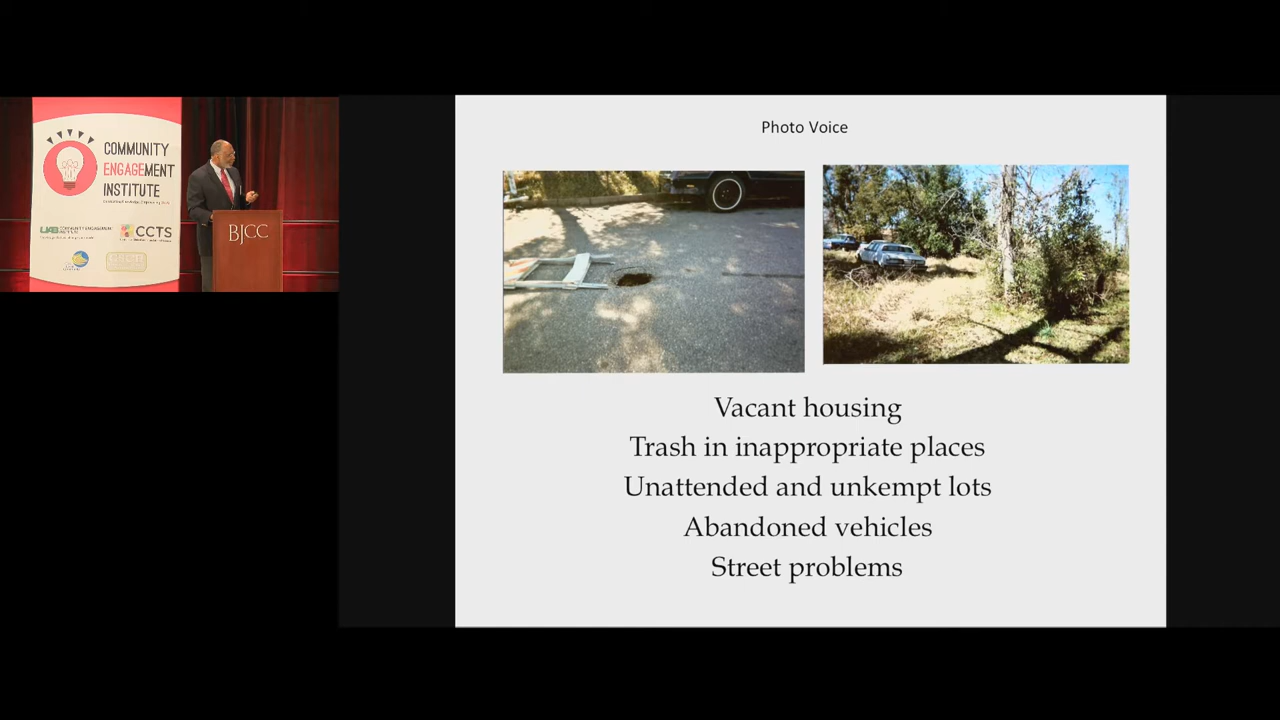 COMMUNITY
ENGAGEMENT
INSTITUTE
UAB
CCTS
BJCC
Photo Voice
Vacant housing
Trash in inappropriate places
Unattended and unkempt lots
Abandoned vehicles
Street problems